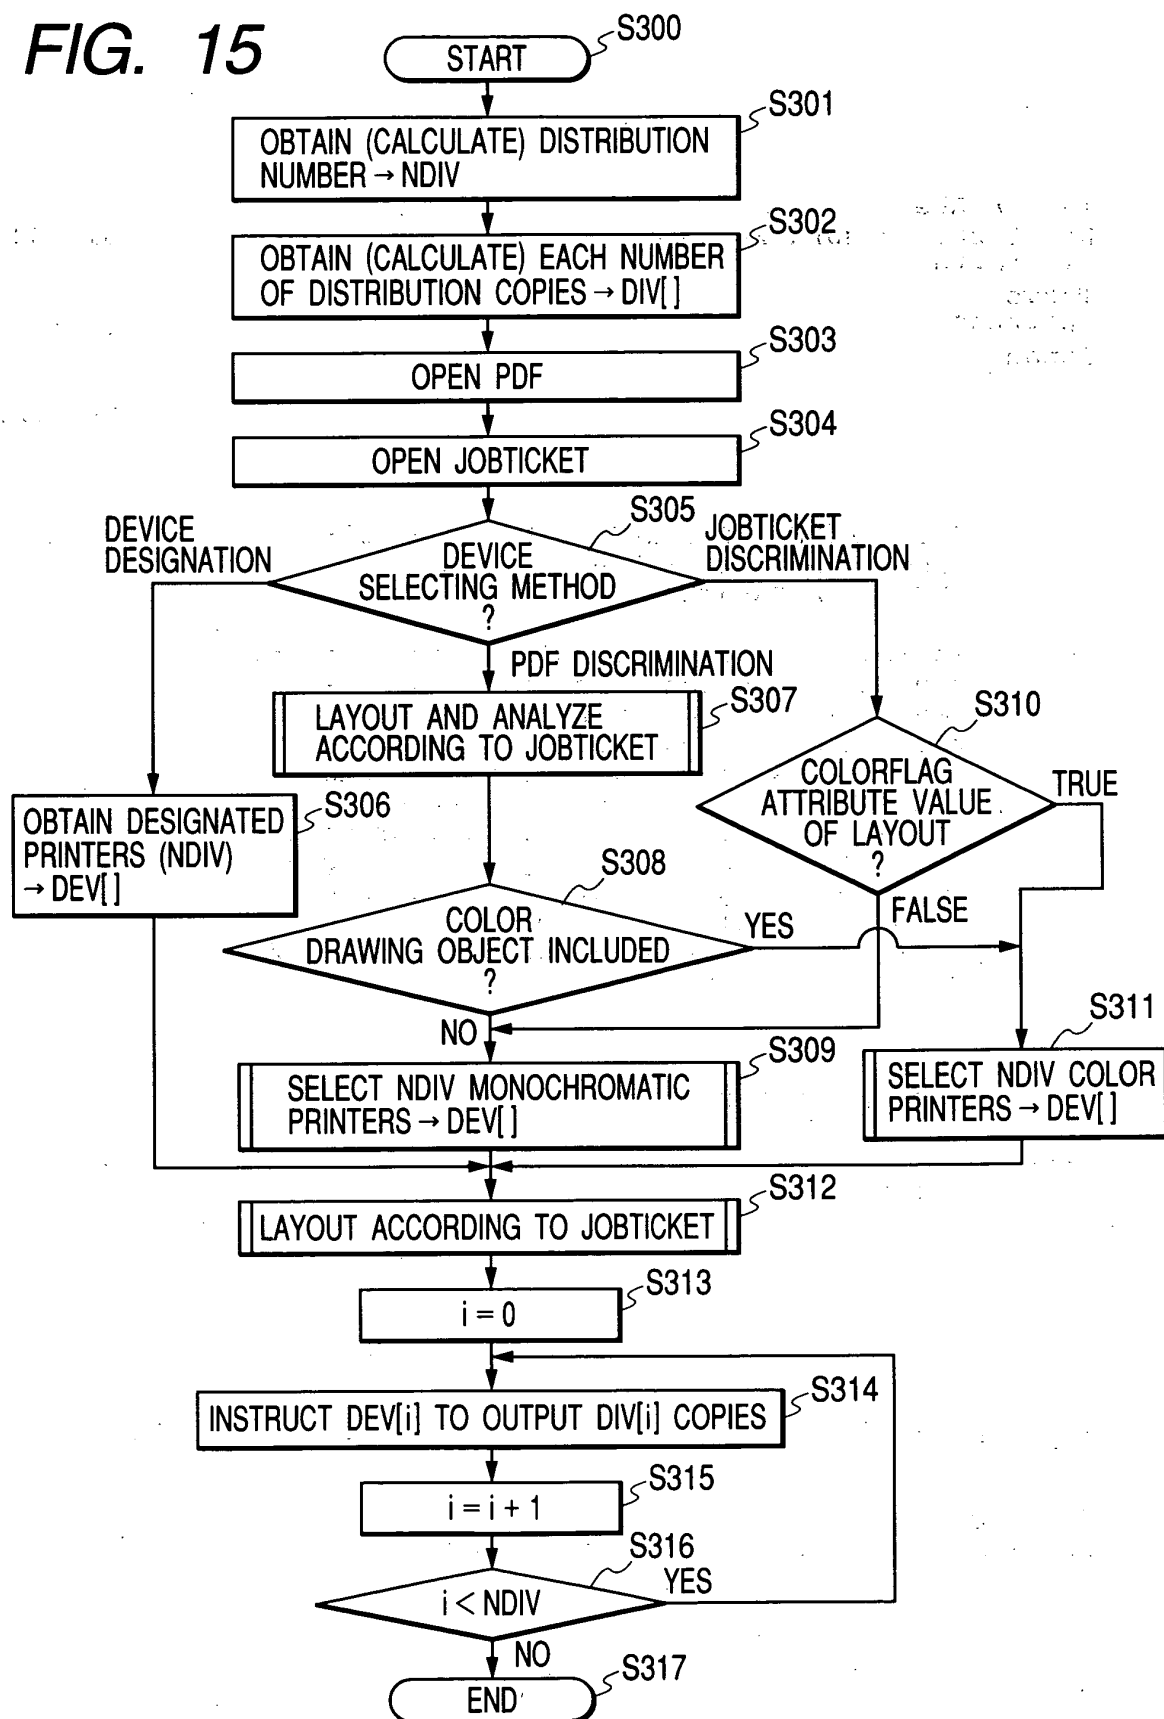 FIG. 15
START
S300
OBTAIN (CALCULATE) DISTRIBUTION
NUMBER → NDIV
S301
OBTAIN (CALCULATE) EACH NUMBER
OF DISTRIBUTION COPIES → DIV[ ]
S302
OPEN PDF
S303
OPEN JOBTICKET
S304
DEVICE
SELECTING METHOD
?
S305
DEVICE
DESIGNATION
JOBTICKET
DISCRIMINATION
PDF DISCRIMINATION
LAYOUT AND ANALYZE
ACCORDING TO JOBTICKET
S307
COLORFLAG
ATTRIBUTE VALUE
OF LAYOUT
?
S310
TRUE
FALSE
OBTAIN DESIGNATED
PRINTERS (NDIV)
→ DEV[ ]
S306
COLOR
DRAWING OBJECT INCLUDED
?
S308
YES
NO
SELECT NDIV MONOCHROMATIC
PRINTERS → DEV[ ]
S309
SELECT NDIV COLOR
PRINTERS → DEV[ ]
S311
LAYOUT ACCORDING TO JOBTICKET
S312
i = 0
S313
INSTRUCT DEV[i] TO OUTPUT DIV[i] COPIES
S314
i = i + 1
S315
i < NDIV
S316
YES
NO
END
S317